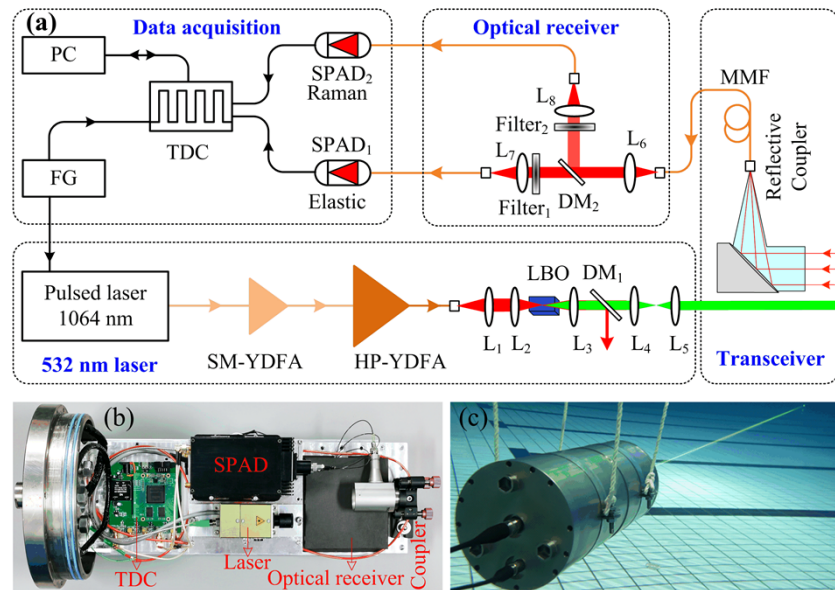 (a)
Data acquisition
Optical receiver
PC
SPAD2
Raman
L8
MMF
Filter2
TDC
SPAD1
L7
L6
Reflective
Coupler
FG
Elastic
Filter1
DM2
Pulsed laser
1064 nm
LBO
DM1
532 nm laser
SM-YDFA
HP-YDFA
L1
L2
L3
L4
L5
Transceiver
(b)
SPAD
TDC
Laser
Optical receiver
Coupler
(c)